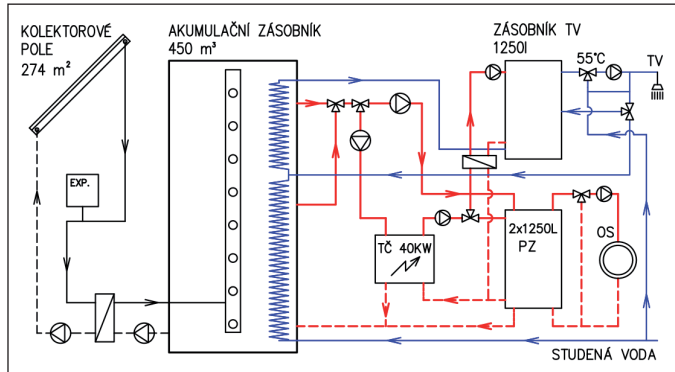 KOLEKTOROVÉ
POLE
274 m²
AKUMULAČNÍ ZÁSOBNÍK
450 m³
ZÁSOBNÍK TV
1250l
55°C
TV
EXP.
TČ 40KW
2x1250L
PZ
OS
STUDENÁ VODA